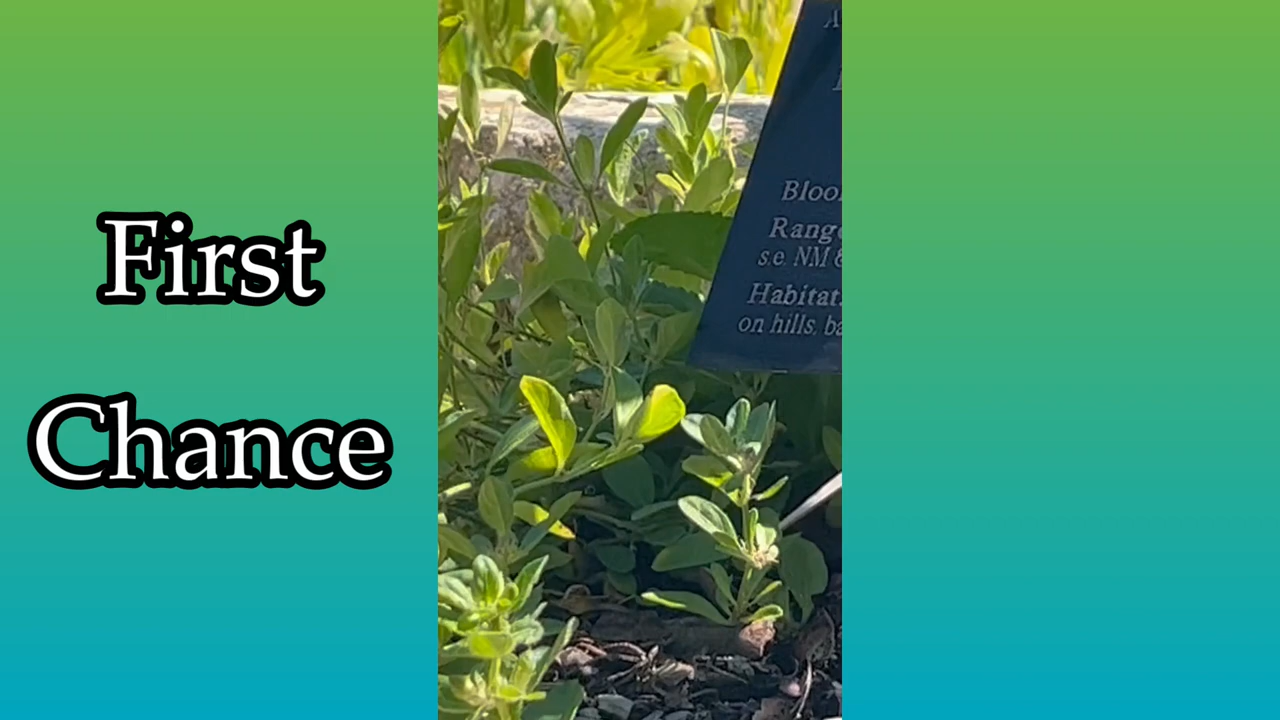 First
Chance
Bloo
Rang
s.e. NM &
Habitat:
on hills, ba